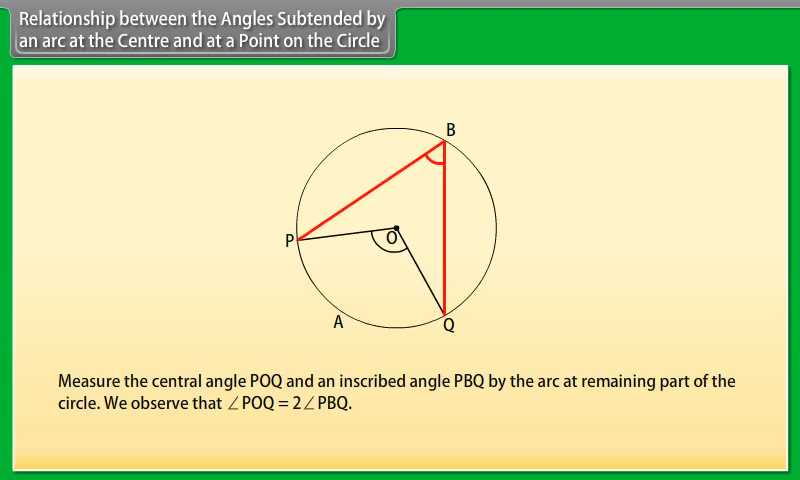 Relationship between the Angles Subtended by
an arc at the Centre and at a Point on the Circle
B
P
O
A
Q
Measure the central angle POQ and an inscribed angle PBQ by the arc at remaining part of the
circle. We observe that ∠POQ = 2∠PBQ.